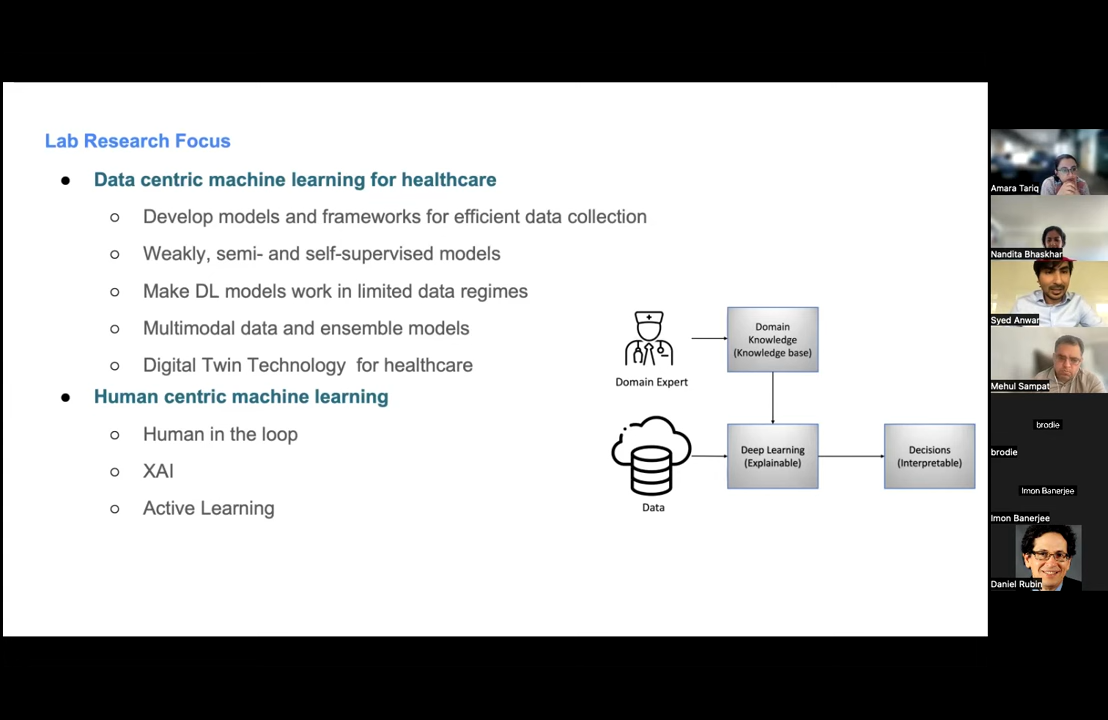 Lab Research Focus
Data centric machine learning for healthcare
Develop models and frameworks for efficient data collection
Weakly, semi- and self-supervised models
Make DL models work in limited data regimes
Multimodal data and ensemble models
Digital Twin Technology for healthcare
Human centric machine learning
Human in the loop
XAI
Active Learning
Domain Expert
Domain
Knowledge
(Knowledge base)
Data
Deep Learning
(Explainable)
Decisions
(Interpretable)
Amara Tariq
Nandita Bhaskhar
Syed Anwar
Mehul Sampat
brodie
brodie
Imon Banerjee
Imon Banerjee
Daniel Rubin